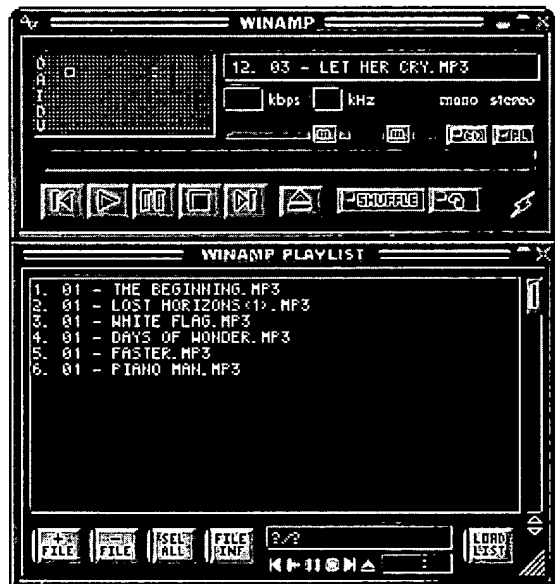 WINAMP
O
A
I
D
V
12. 03 - LET HER CRY.MP3
kbps kHz mono stereo
EQ PL
SHUFFLE
WINAMP PLAYLIST
1. 01 - THE BEGINNING.MP3
2. 01 - LOST HORIZONS(1).MP3
3. 01 - WHITE FLAG.MP3
4. 01 - DAYS OF WONDER.MP3
5. 01 - FASTER.MP3
6. 01 - PIANO MAN.MP3
+ FILE - FILE SEL ALL FILE INF ?/? LOAD LIST
: